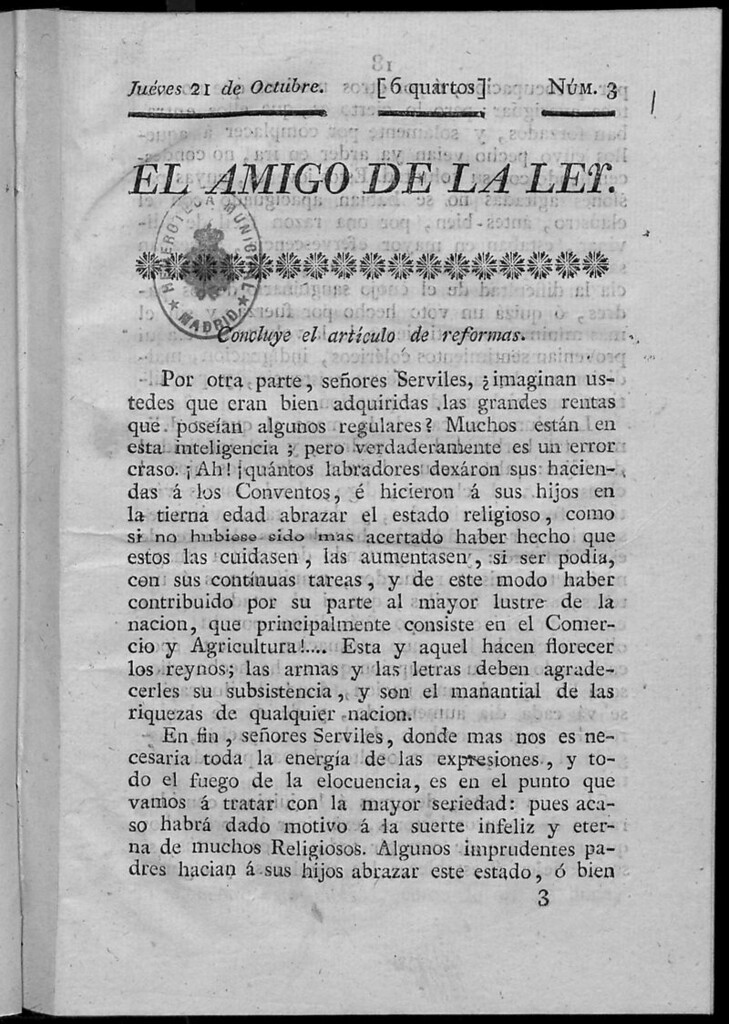 Juéves 21 de Octubre. [6 quartos] NÚM. 3
EL AMIGO DE LA LEY.
HEMEROTECA MUNICIPAL
★ MADRID ★
Concluye el artículo de reformas.
Por otra parte, señores Serviles, ¿imaginan us-
tedes que eran bien adquiridas las grandes rentas
que poseían algunos regulares? Muchos están en
esta inteligencia; pero verdaderamente es un error
craso. ¡Ah! ¡quántos labradores dexáron sus hacien-
das á los Conventos, é hicieron á sus hijos en
la tierna edad abrazar el estado religioso, como
si no hubiese sido mas acertado haber hecho que
estos las cuidasen, las aumentasen, si ser podia,
con sus contínuas tareas, y de este modo haber
contribuido por su parte al mayor lustre de la
nacion, que principalmente consiste en el Comer-
cio y Agricultura!.... Esta y aquel hacen florecer
los reynos; las armas y las letras deben agrade-
cerles su subsistencia, y son el manantial de las
riquezas de qualquier nacion.
En fin, señores Serviles, donde mas nos es ne-
cesaria toda la energía de las expresiones, y to-
do el fuego de la elocuencia, es en el punto que
vamos á tratar con la mayor seriedad: pues aca-
so habrá dado motivo á la suerte infeliz y eter-
na de muchos Religiosos. Algunos imprudentes pa-
dres hacian á sus hijos abrazar este estado, ó bien
3